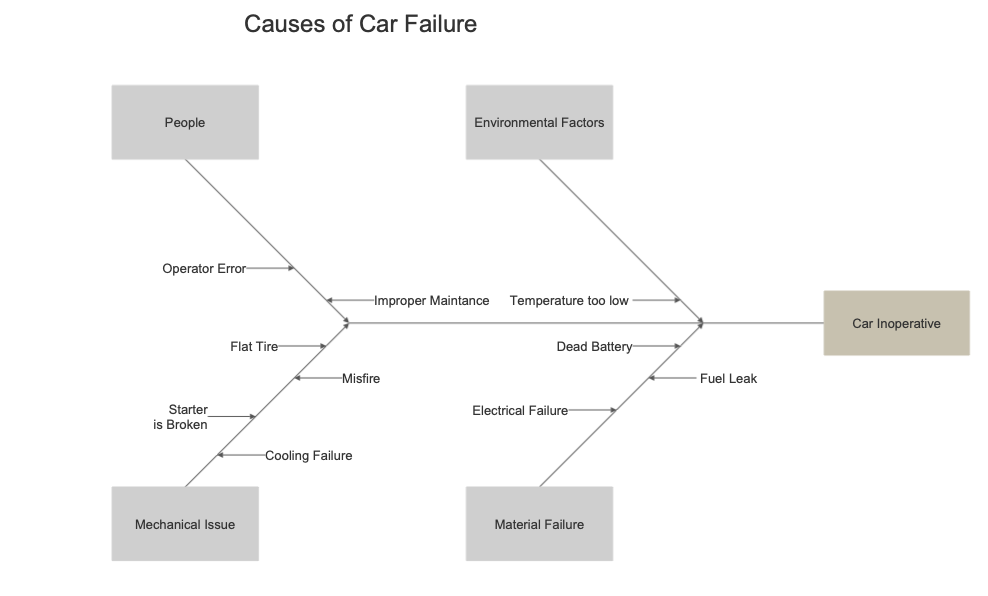 Causes of Car Failure
People
Environmental Factors
Operator Error
Improper Maintance
Temperature too low
Car Inoperative
Flat Tire
Dead Battery
Misfire
Fuel Leak
Starter
is Broken
Electrical Failure
Cooling Failure
Mechanical Issue
Material Failure